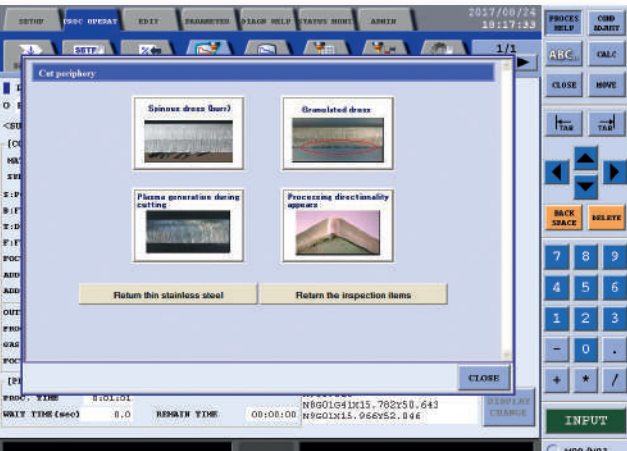 SETUP
PROC OPERAT
EDIT
PARAMETER
DIAGN HELP
STATUS MONI
ADMIN
2017/08/24
18:17:33
PROCES
HELP
COND
ADJUST
SGTP
1/1
ABC
CALC
CLOSE
MOVE
TAB
TAB
BACK
SPACE
DELETE
Cut periphery
Spinous dross (burr)
Granulated dross
Plasma generation during
cutting
Processing directionality
appears
Return thin stainless steel
Return the inspection items
CLOSE
7 8 9
4 5 6
1 2 3
- 0 .
+ * /
INPUT
PROC. TIME 0:01:01
WAIT TIME(sec) 0.0 REMAIN TIME 00:00:00
N8G01G41X15.782Y50.643
N9G01X15.966Y52.046
DISPLAY
CHANGE